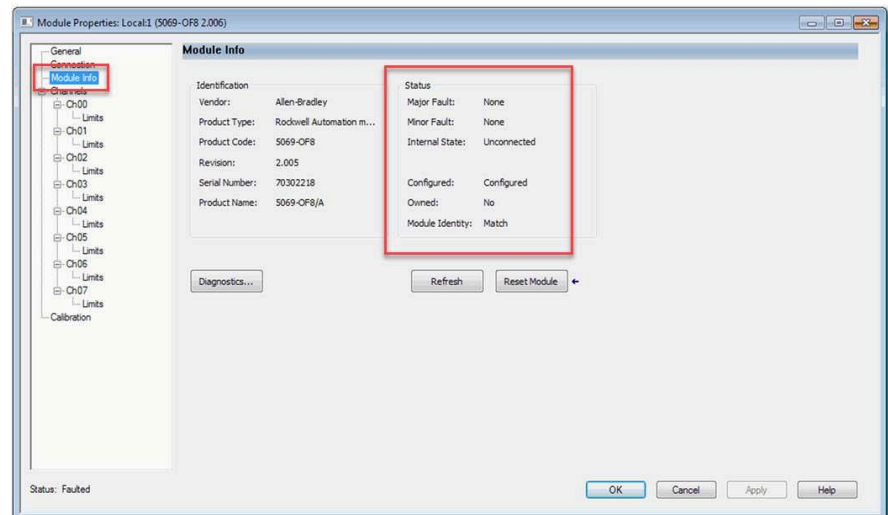 Module Properties: Local:1 (5069-OF8 2.006)
General
Connection
Module Info
Channels
Ch00
Limits
Ch01
Limits
Ch02
Limits
Ch03
Limits
Ch04
Limits
Ch05
Limits
Ch06
Limits
Ch07
Limits
Calibration
Module Info
Identification
Vendor: Allen-Bradley
Product Type: Rockwell Automation m...
Product Code: 5069-OF8
Revision: 2.005
Serial Number: 70302218
Product Name: 5069-OF8/A
Status
Major Fault: None
Minor Fault: None
Internal State: Unconnected
Configured: Configured
Owned: No
Module Identity: Match
Diagnostics... Refresh Reset Module ←
Status: Faulted OK Cancel Apply Help